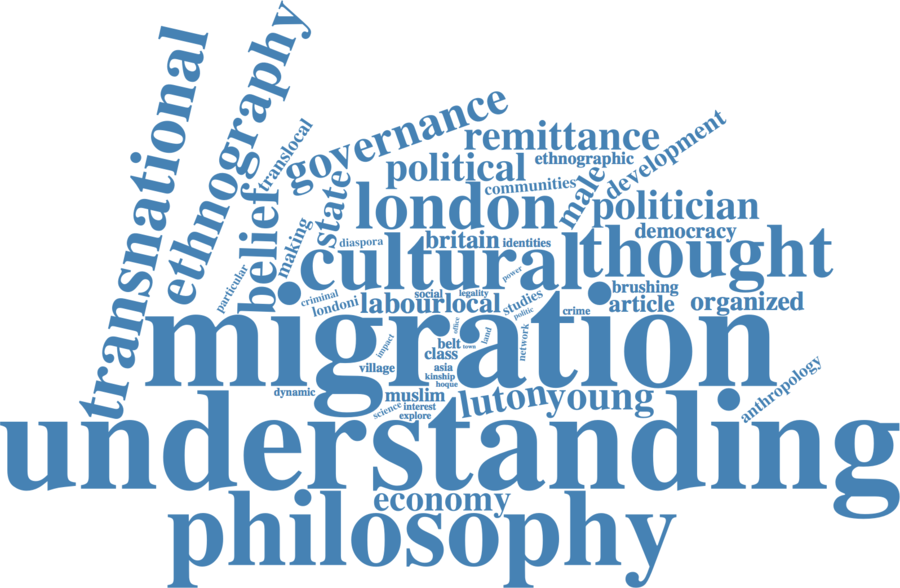 transnational
ethnography
translocal
governance
remittance
development
political
ethnographic
communities
male
state
belief
london
politician
making
diaspora
britain
identities
democracy
cultural
thought
particular
power
brushing
criminal
londoni
labour
social
local
legality
studies
article
organized
politic
crime
migration
office
land
network
impact
belt
town
class
village
asia
kinship
hoque
dynamic
muslim
luton
young
anthropology
science
interest
explore
understanding
economy
philosophy